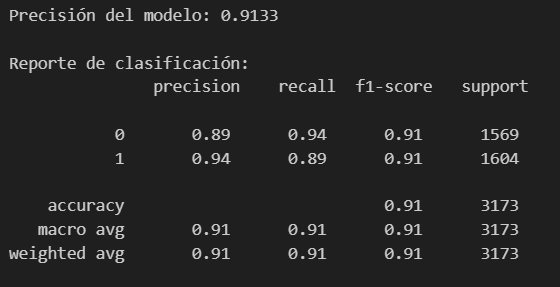 Precisión del modelo: 0.9133
Reporte de clasificación:
precision recall f1-score support
0 0.89 0.94 0.91 1569
1 0.94 0.89 0.91 1604
accuracy 0.91 3173
macro avg 0.91 0.91 0.91 3173
weighted avg 0.91 0.91 0.91 3173